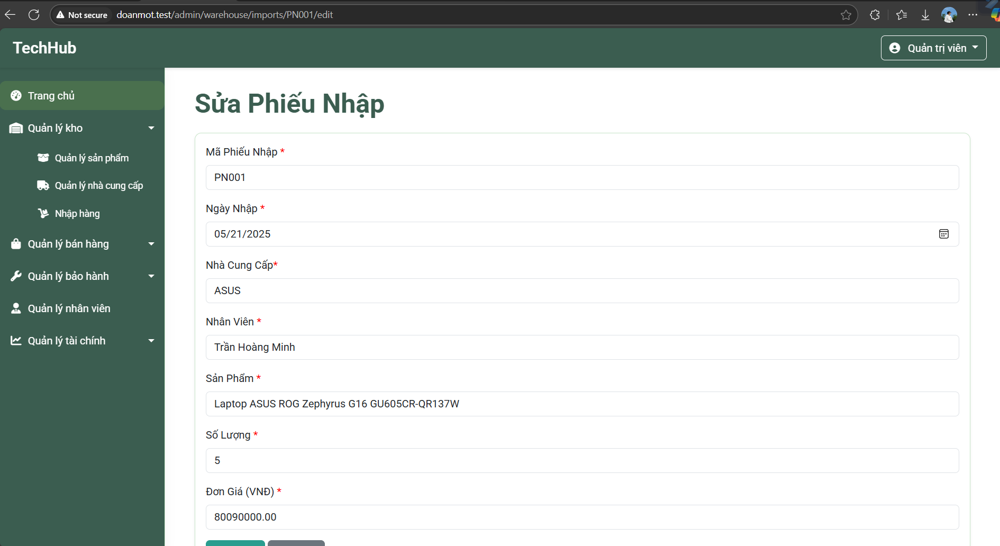 Not secure doanmot.test/admin/warehouse/imports/PN001/edit
TechHub
Quản trị viên
Trang chủ
Quản lý kho
Quản lý sản phẩm
Quản lý nhà cung cấp
Nhập hàng
Quản lý bán hàng
Quản lý bảo hành
Quản lý nhân viên
Quản lý tài chính
Sửa Phiếu Nhập
Mã Phiếu Nhập *
PN001
Ngày Nhập *
05/21/2025
Nhà Cung Cấp*
ASUS
Nhân Viên *
Trần Hoàng Minh
Sản Phẩm *
Laptop ASUS ROG Zephyrus G16 GU605CR-QR137W
Số Lượng *
5
Đơn Giá (VNĐ) *
80090000.00